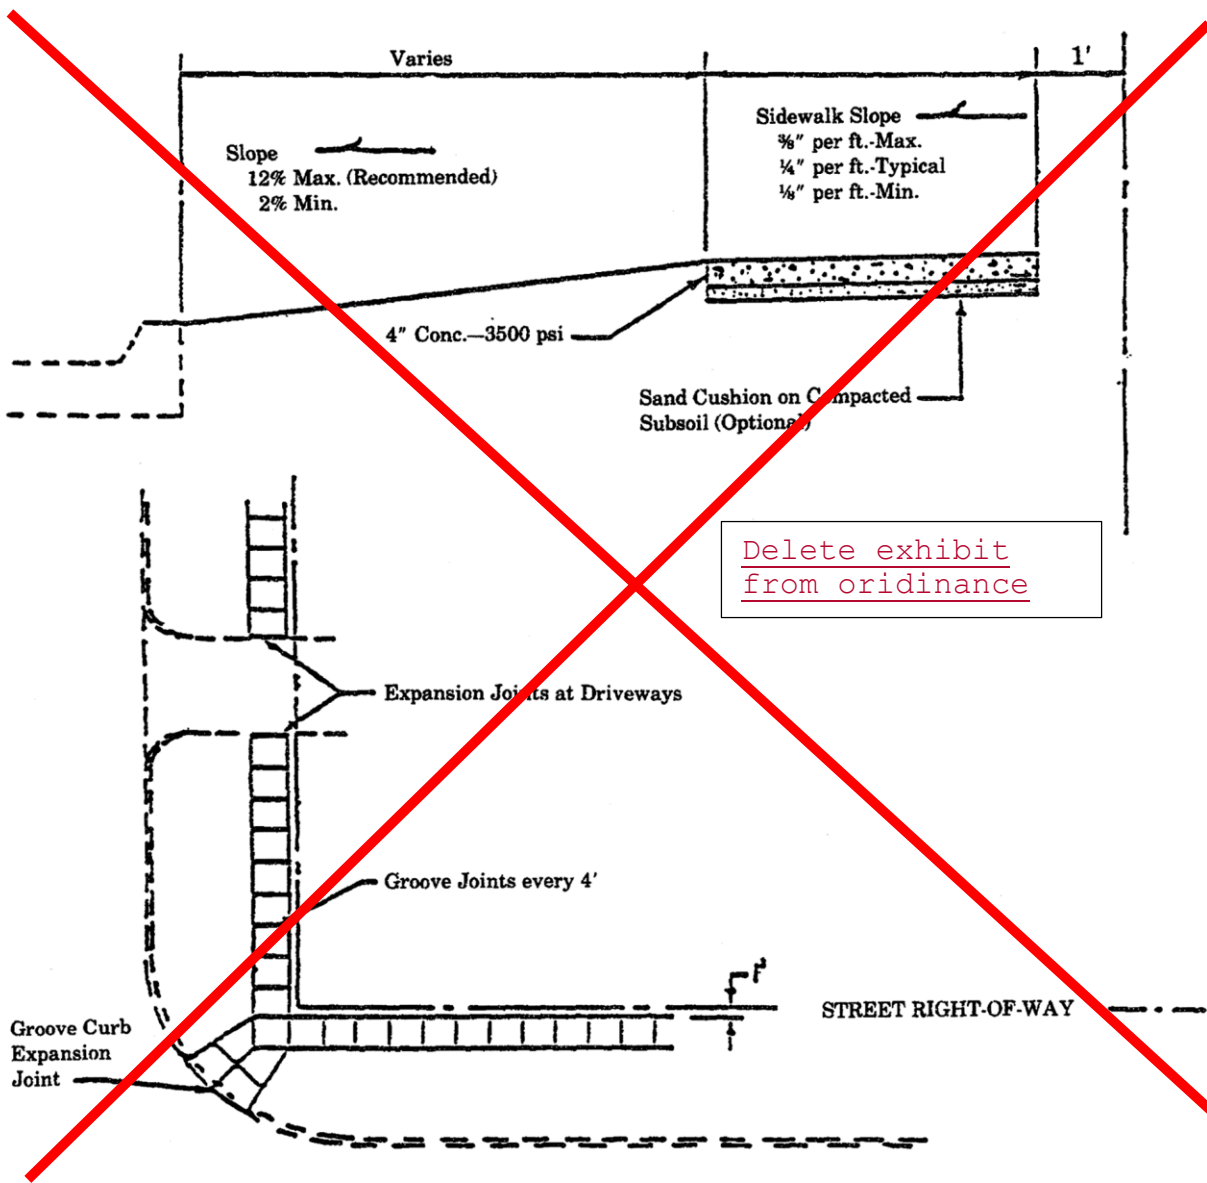 Varies
1'
Slope
12% Max. (Recommended)
2% Min.
Sidewalk Slope
⅜" per ft.-Max.
¼" per ft.-Typical
⅛" per ft.-Min.
4" Conc.—3500 psi
Sand Cushion on Compacted
Subsoil (Optional)
Delete exhibit
from oridinance
Expansion Joints at Driveways
Groove Joints every 4'
1'
STREET RIGHT-OF-WAY
Groove Curb
Expansion
Joint